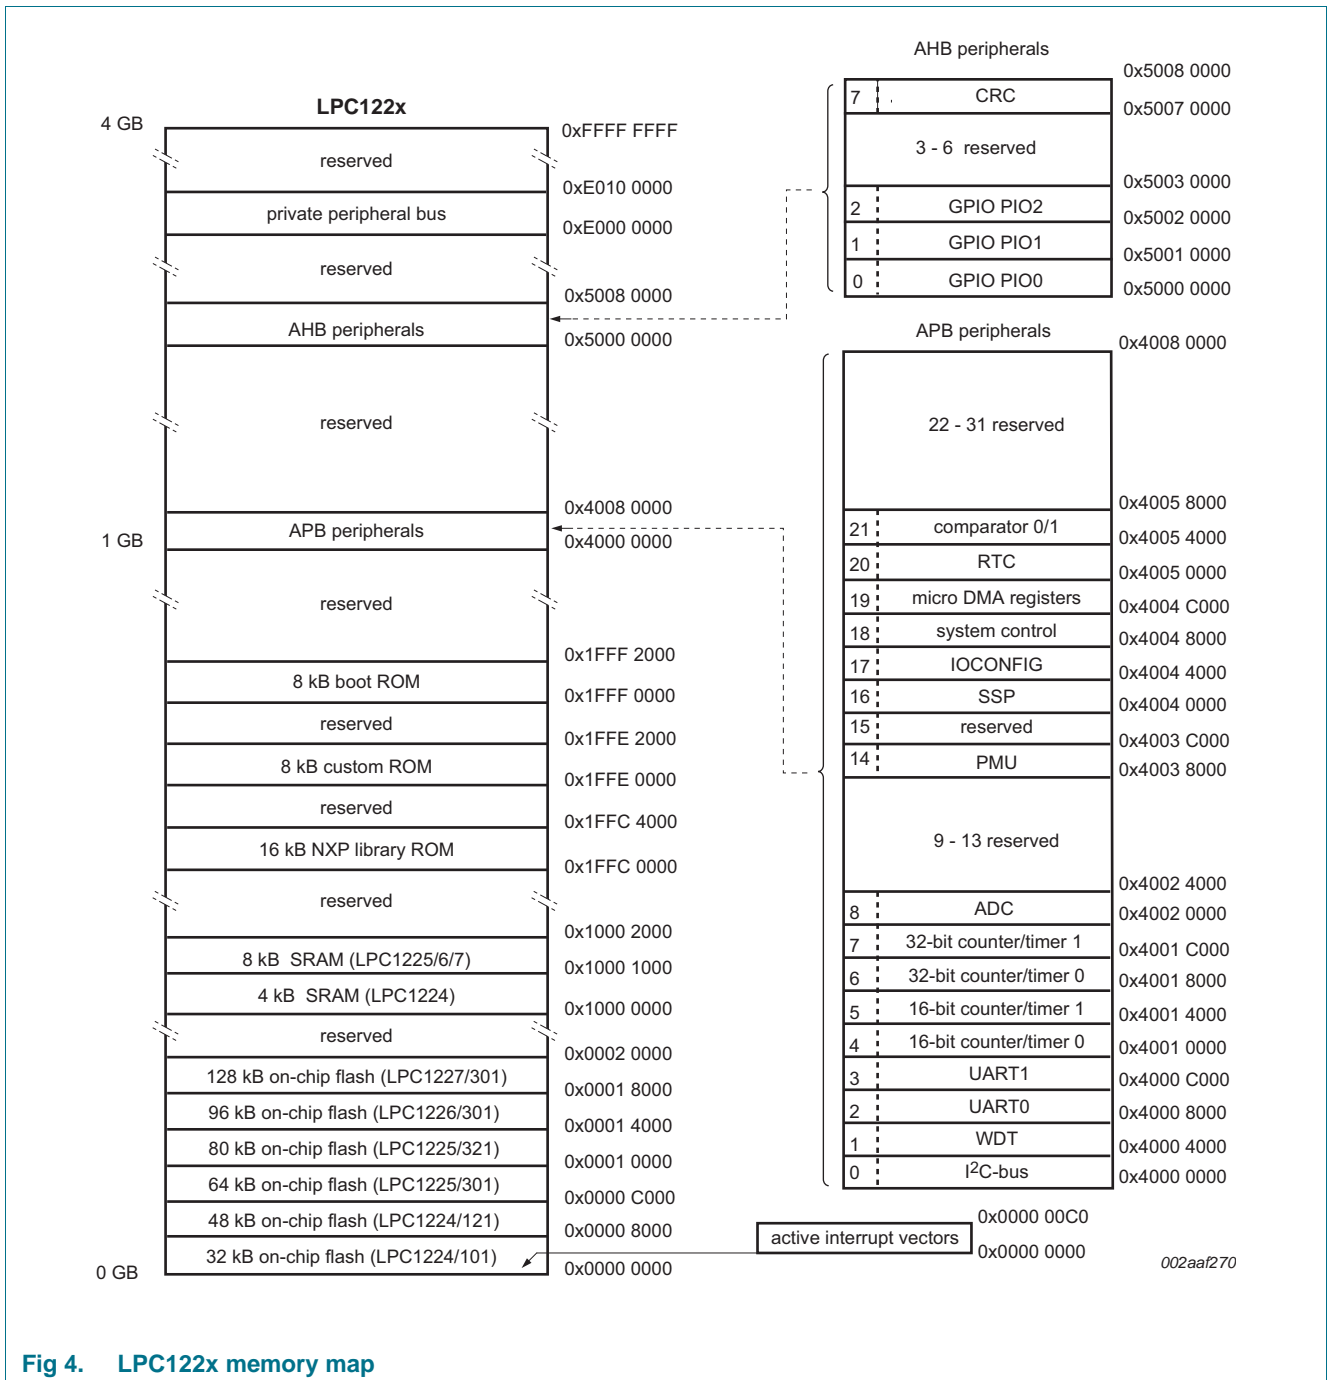 LPC122x
4 GB
0xFFFF FFFF
reserved
0xE010 0000
private peripheral bus
0xE000 0000
reserved
0x5008 0000
AHB peripherals
0x5000 0000
reserved
0x4008 0000
APB peripherals
1 GB
0x4000 0000
reserved
0x1FFF 2000
8 kB boot ROM
0x1FFF 0000
reserved
0x1FFE 2000
8 kB custom ROM
0x1FFE 0000
reserved
0x1FFC 4000
16 kB NXP library ROM
0x1FFC 0000
reserved
0x1000 2000
8 kB SRAM (LPC1225/6/7)
0x1000 1000
4 kB SRAM (LPC1224)
0x1000 0000
reserved
0x0002 0000
128 kB on-chip flash (LPC1227/301)
0x0001 8000
96 kB on-chip flash (LPC1226/301)
0x0001 4000
80 kB on-chip flash (LPC1225/321)
0x0001 0000
64 kB on-chip flash (LPC1225/301)
0x0000 C000
48 kB on-chip flash (LPC1224/121)
0x0000 8000
32 kB on-chip flash (LPC1224/101)
0 GB
0x0000 0000
AHB peripherals
0x5008 0000
7 CRC
0x5007 0000
3 - 6 reserved
0x5003 0000
2 GPIO PIO2
0x5002 0000
1 GPIO PIO1
0x5001 0000
0 GPIO PIO0
0x5000 0000
APB peripherals
0x4008 0000
22 - 31 reserved
0x4005 8000
21 comparator 0/1
0x4005 4000
20 RTC
0x4005 0000
19 micro DMA registers
0x4004 C000
18 system control
0x4004 8000
17 IOCONFIG
0x4004 4000
16 SSP
0x4004 0000
15 reserved
0x4003 C000
14 PMU
0x4003 8000
9 - 13 reserved
0x4002 4000
8 ADC
0x4002 0000
7 32-bit counter/timer 1
0x4001 C000
6 32-bit counter/timer 0
0x4001 8000
5 16-bit counter/timer 1
0x4001 4000
4 16-bit counter/timer 0
0x4001 0000
3 UART1
0x4000 C000
2 UART0
0x4000 8000
1 WDT
0x4000 4000
0 I2C-bus
0x4000 0000
0x0000 00C0
active interrupt vectors
0x0000 0000
002aaf270
Fig 4. LPC122x memory map